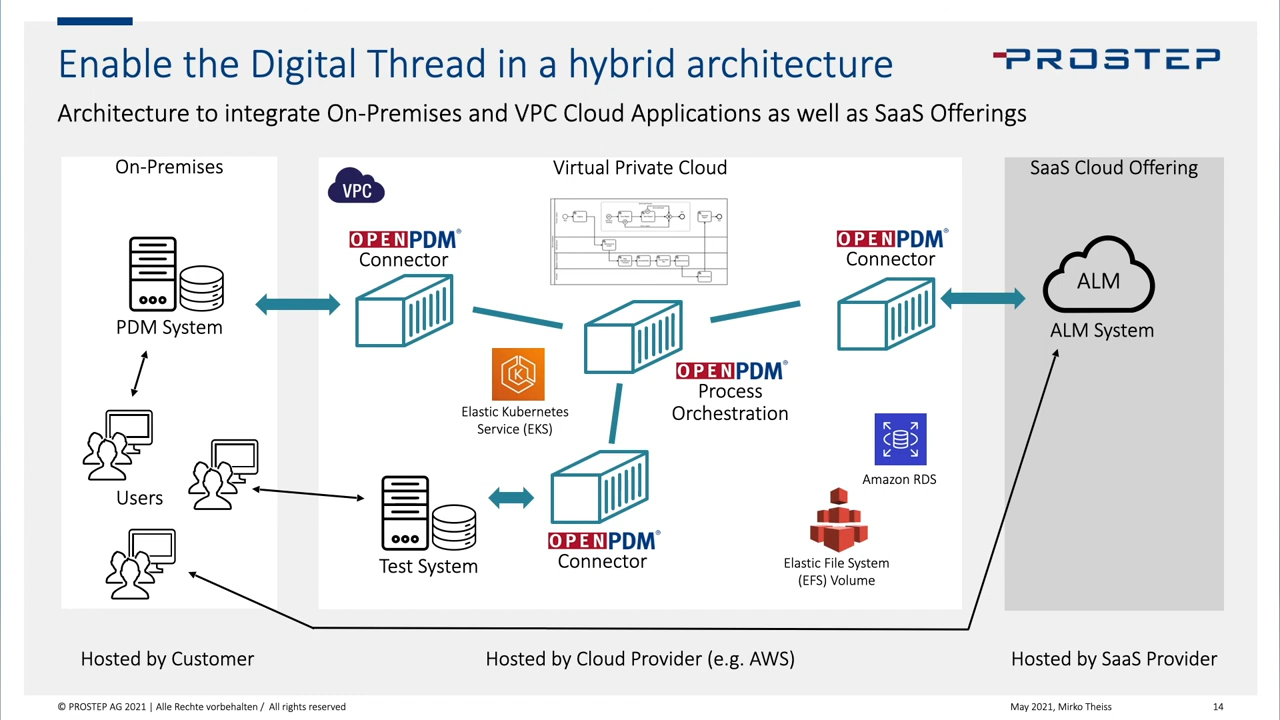 Enable the Digital Thread in a hybrid architecture
PROSTEP
Architecture to integrate On-Premises and VPC Cloud Applications as well as SaaS Offerings
On-Premises
PDM System
Users
Hosted by Customer
Virtual Private Cloud
VPC
OPENPDM®
Connector
OPENPDM®
Connector
OPENPDM®
Process
Orchestration
Elastic Kubernetes
Service (EKS)
Amazon RDS
Test System
OPENPDM®
Connector
Elastic File System
(EFS) Volume
Hosted by Cloud Provider (e.g. AWS)
SaaS Cloud Offering
ALM
ALM System
Hosted by SaaS Provider
© PROSTEP AG 2021 | Alle Rechte vorbehalten / All rights reserved
May 2021, Mirko Theiss
14